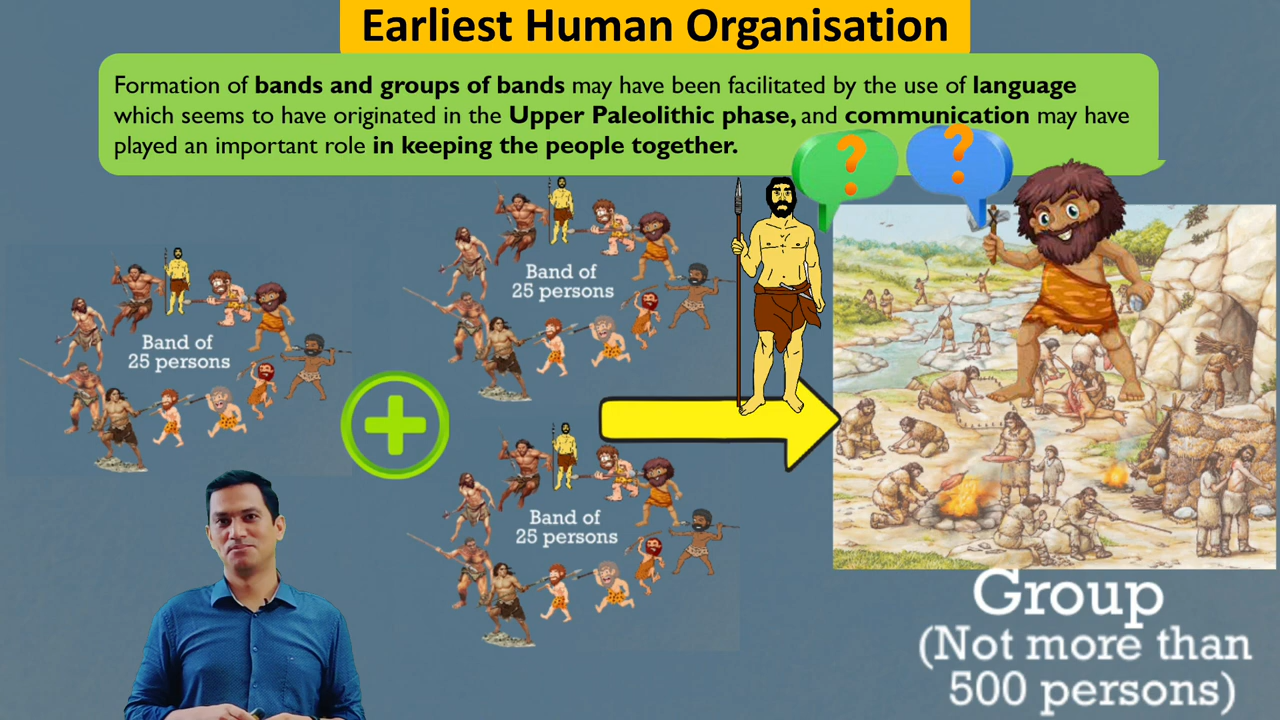 Earliest Human Organisation
Formation of bands and groups of bands may have been facilitated by the use of language
which seems to have originated in the Upper Paleolithic phase, and communication may have
played an important role in keeping the people together.
? ?
Band of
25 persons
Band of
25 persons
Band of
25 persons
Group
(Not more than
500 persons)